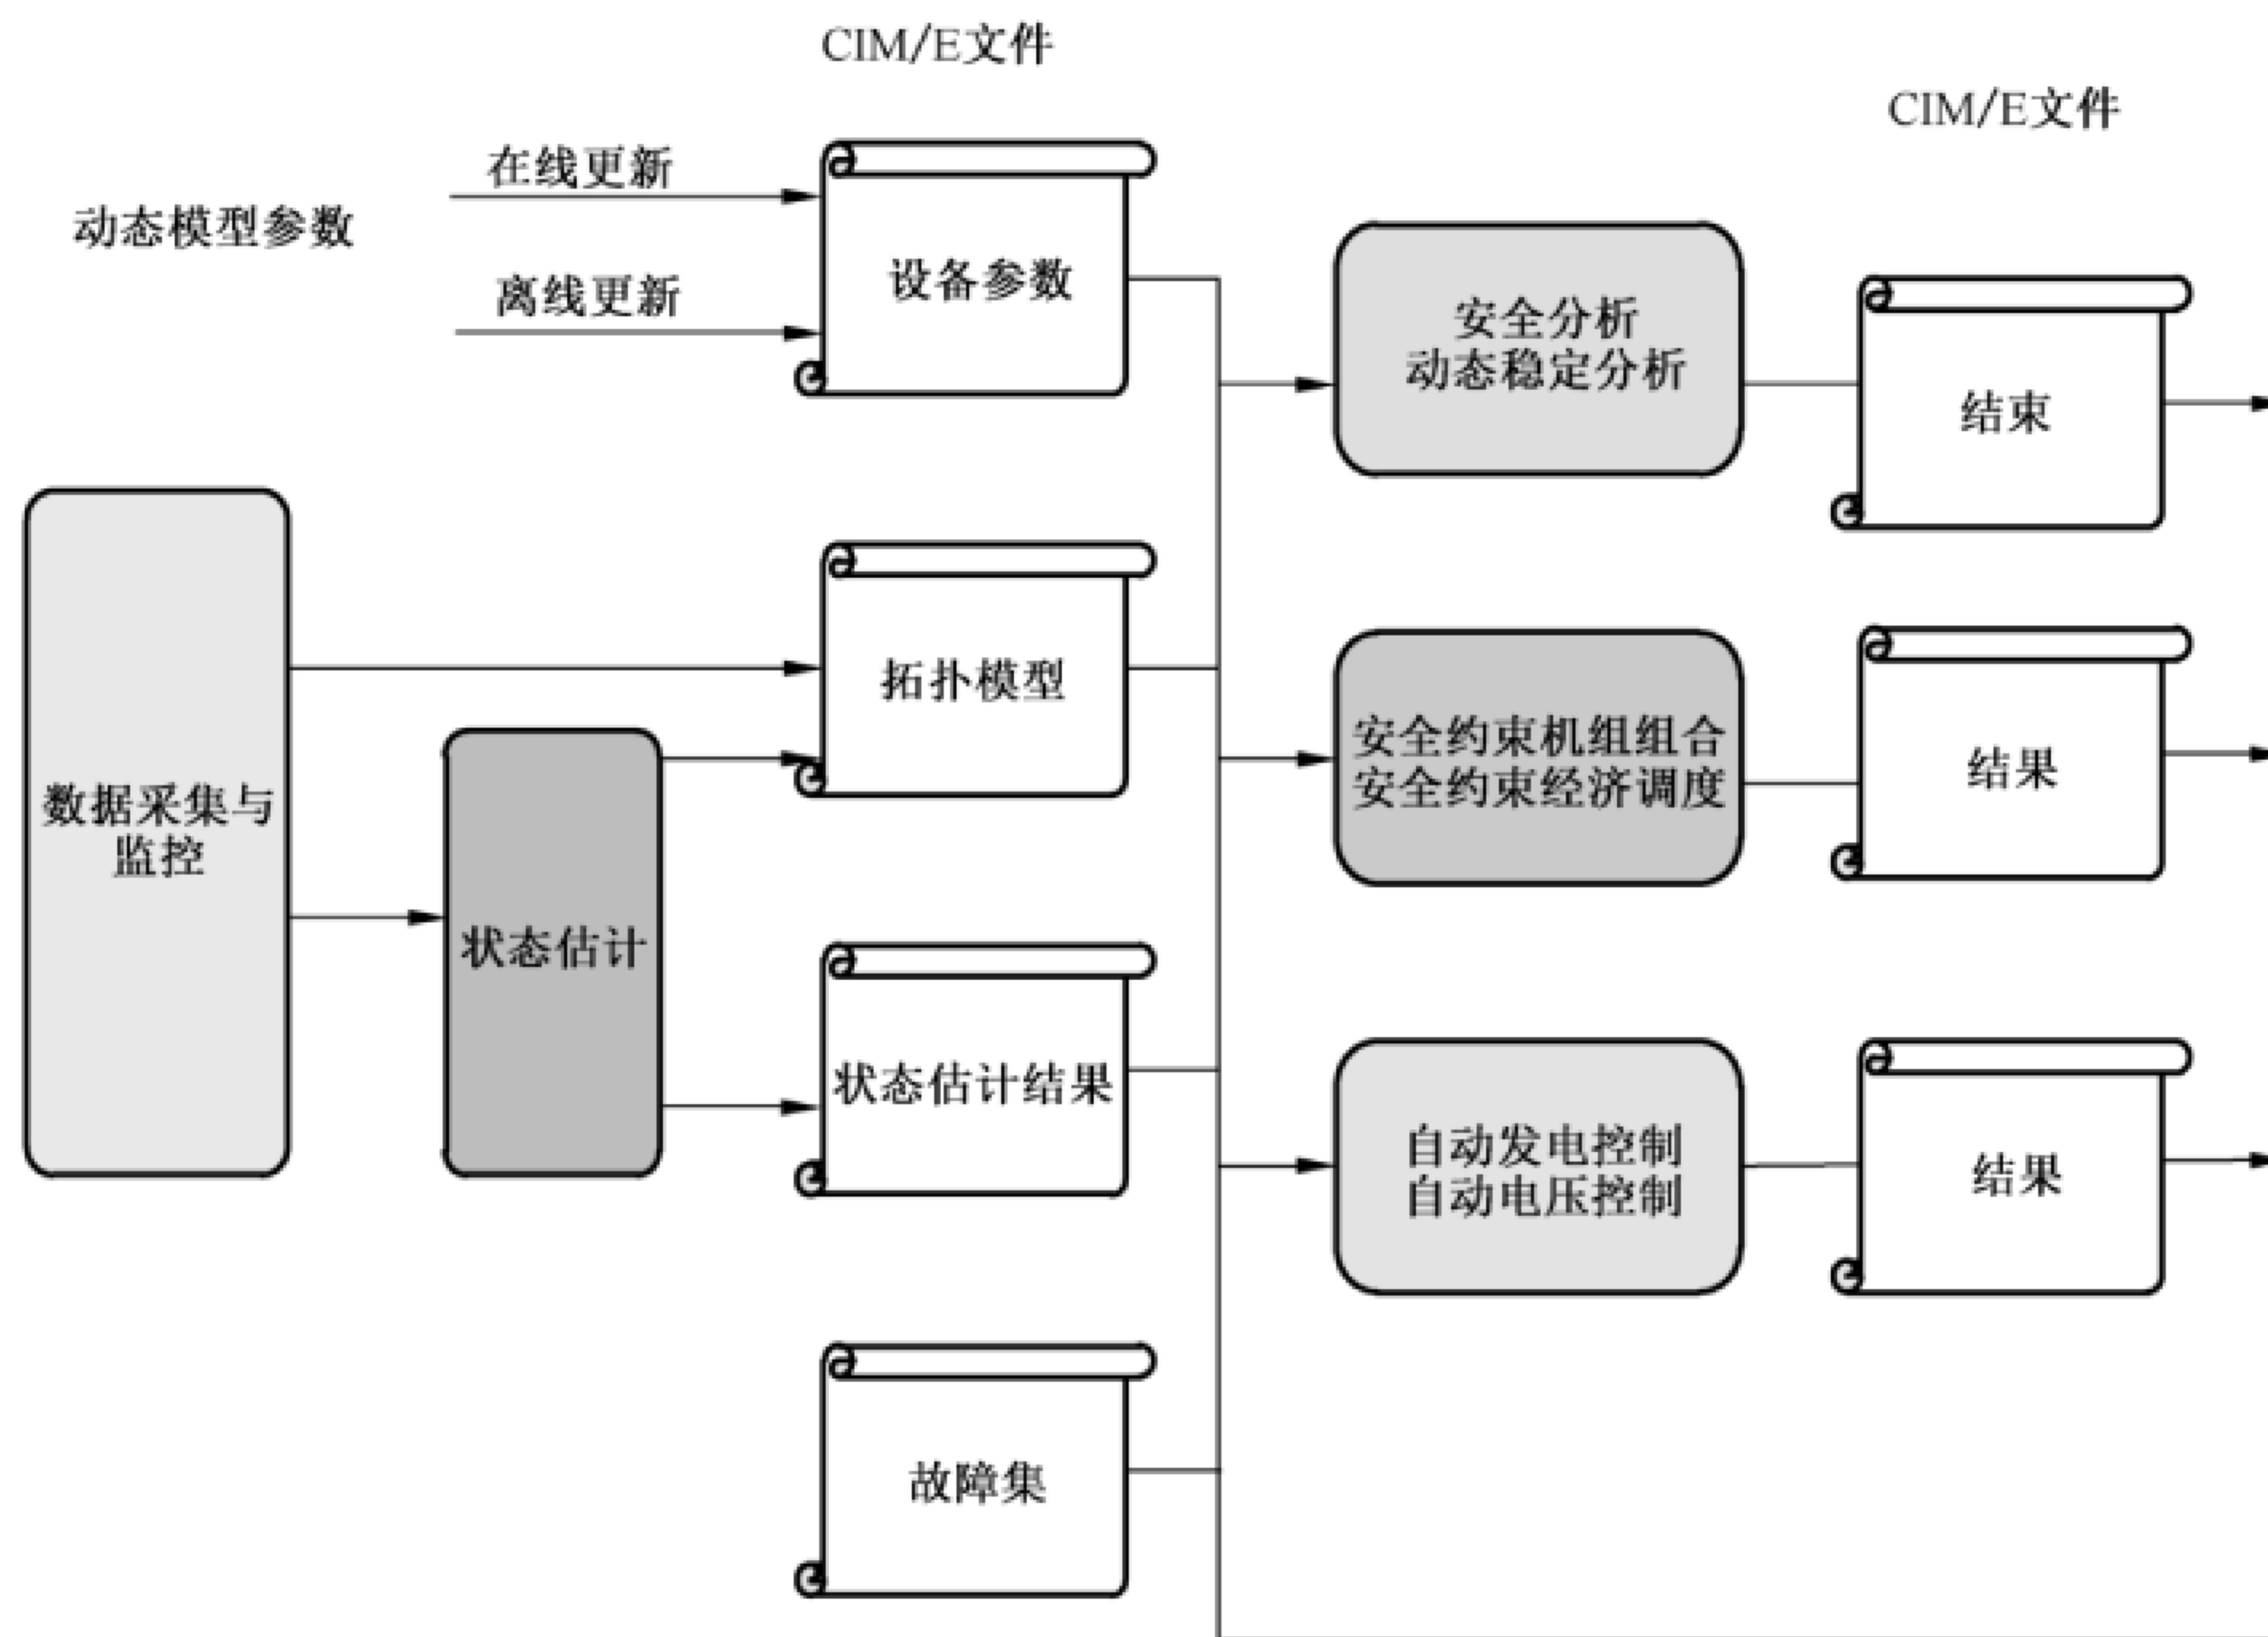 CIM/E文件
CIM/E文件
在线更新
动态模型参数
离线更新
设备参数
安全分析
动态稳定分析
结束
拓扑模型
安全约束机组组合
安全约束经济调度
结果
数据采集与
监控
状态估计
状态估计结果
自动发电控制
自动电压控制
结果
故障集